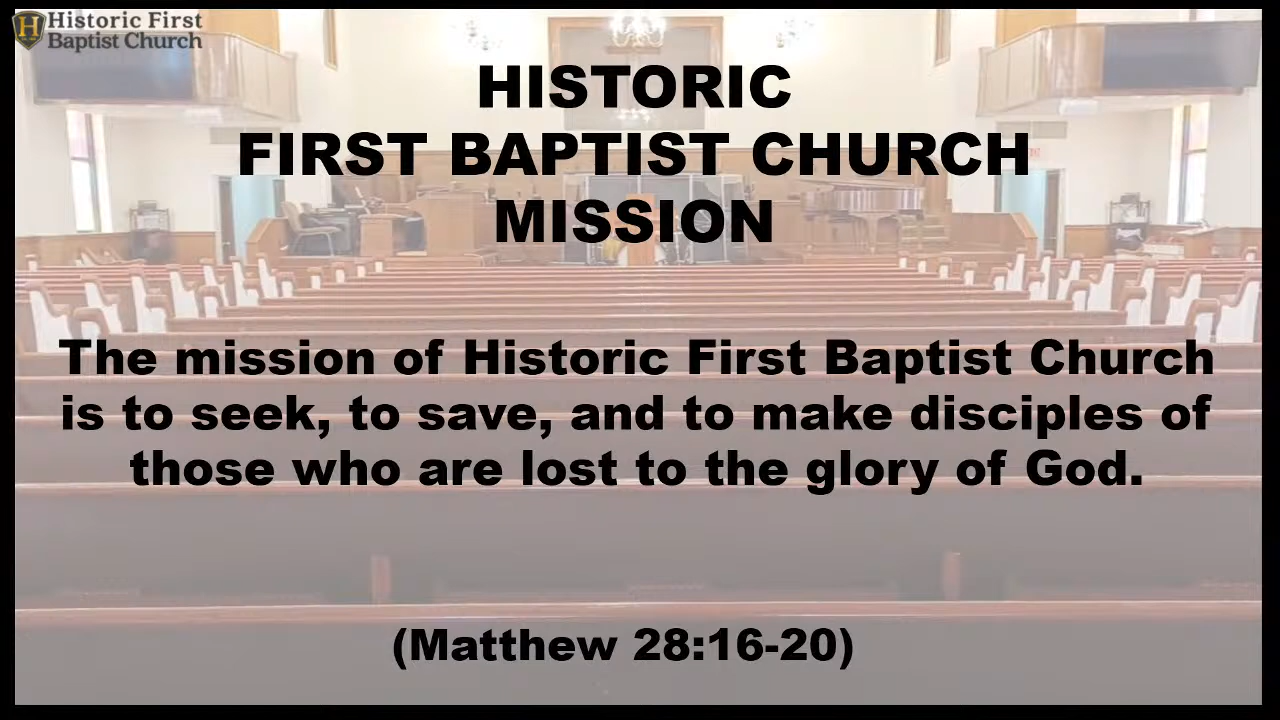 Historic First
Baptist Church
HISTORIC
FIRST BAPTIST CHURCH
MISSION
The mission of Historic First Baptist Church
is to seek, to save, and to make disciples of
those who are lost to the glory of God.
(Matthew 28:16-20)